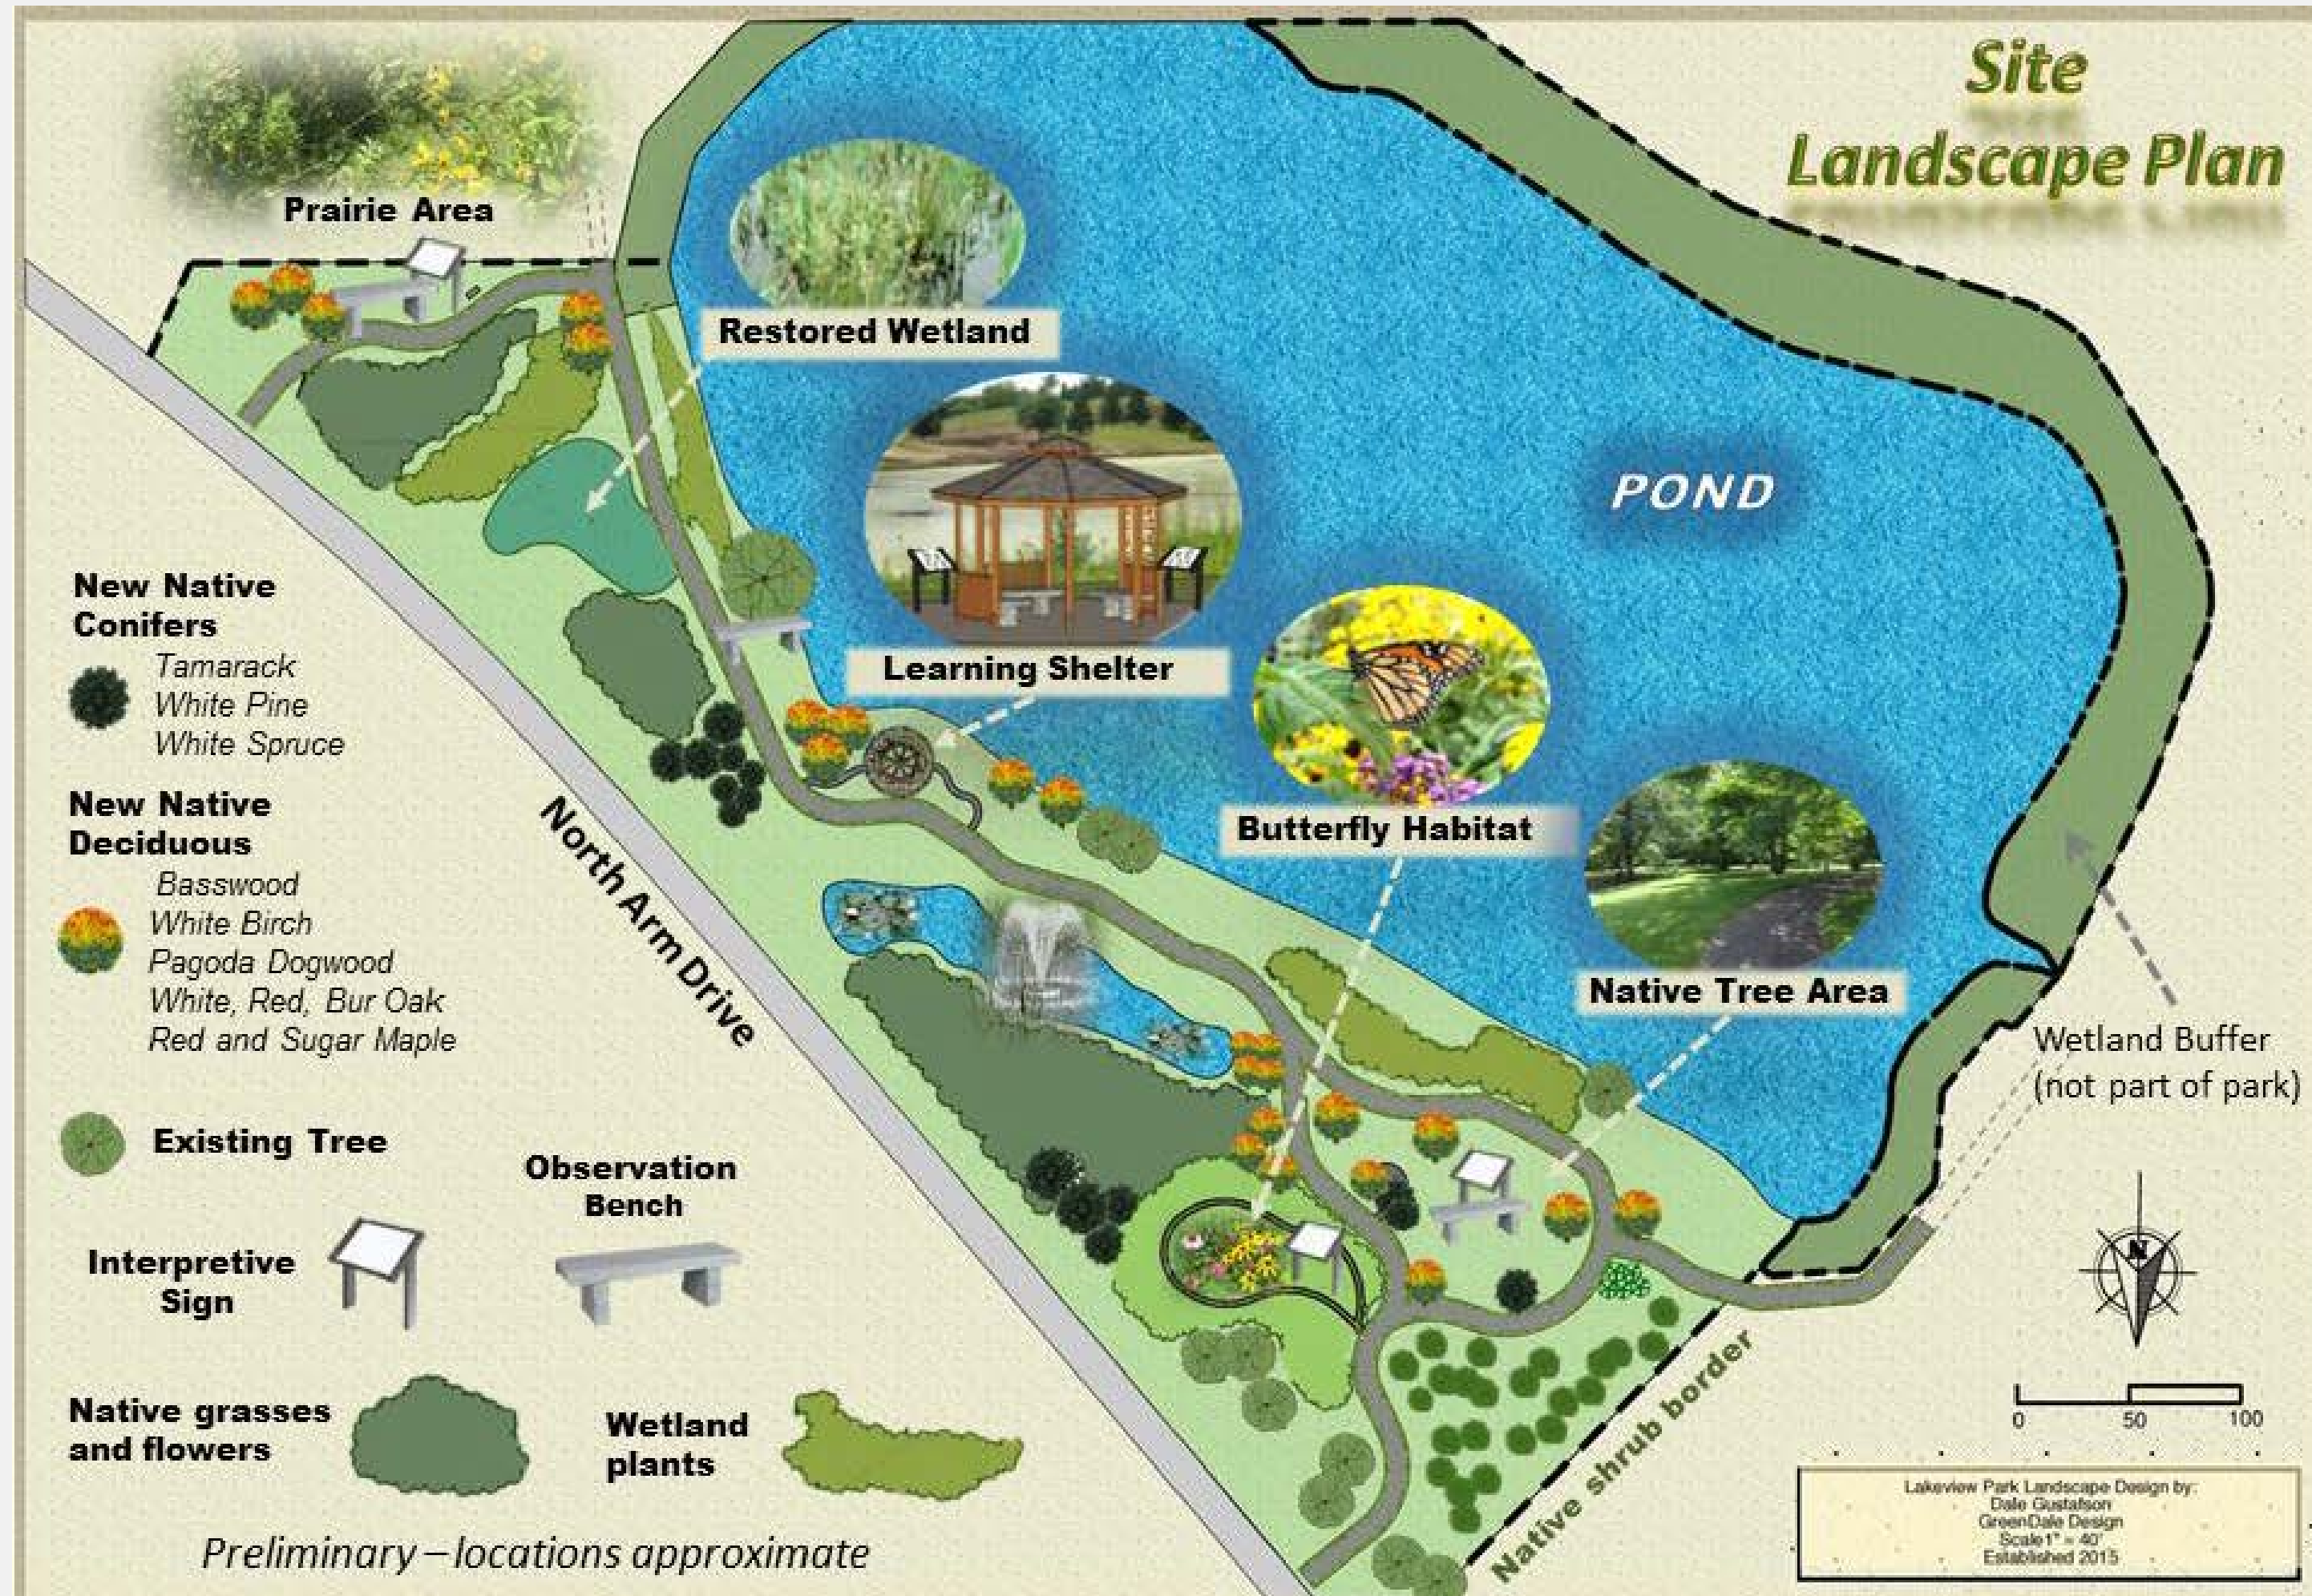 Site
Landscape Plan
Prairie Area
Restored Wetland
POND
Learning Shelter
Butterfly Habitat
Native Tree Area
Wetland Buffer
(not part of park)
North Arm Drive
Native shrub border
New Native
Conifers
Tamarack
White Pine
White Spruce
New Native
Deciduous
Basswood
White Birch
Pagoda Dogwood
White, Red, Bur Oak
Red and Sugar Maple
Existing Tree
Observation
Bench
Interpretive
Sign
Native grasses
and flowers
Wetland
plants
Preliminary – locations approximate
N
0 50 100
Lakeview Park Landscape Design by:
Dale Gustafson
GreenDale Design
Scale 1" = 40'
Established 2015